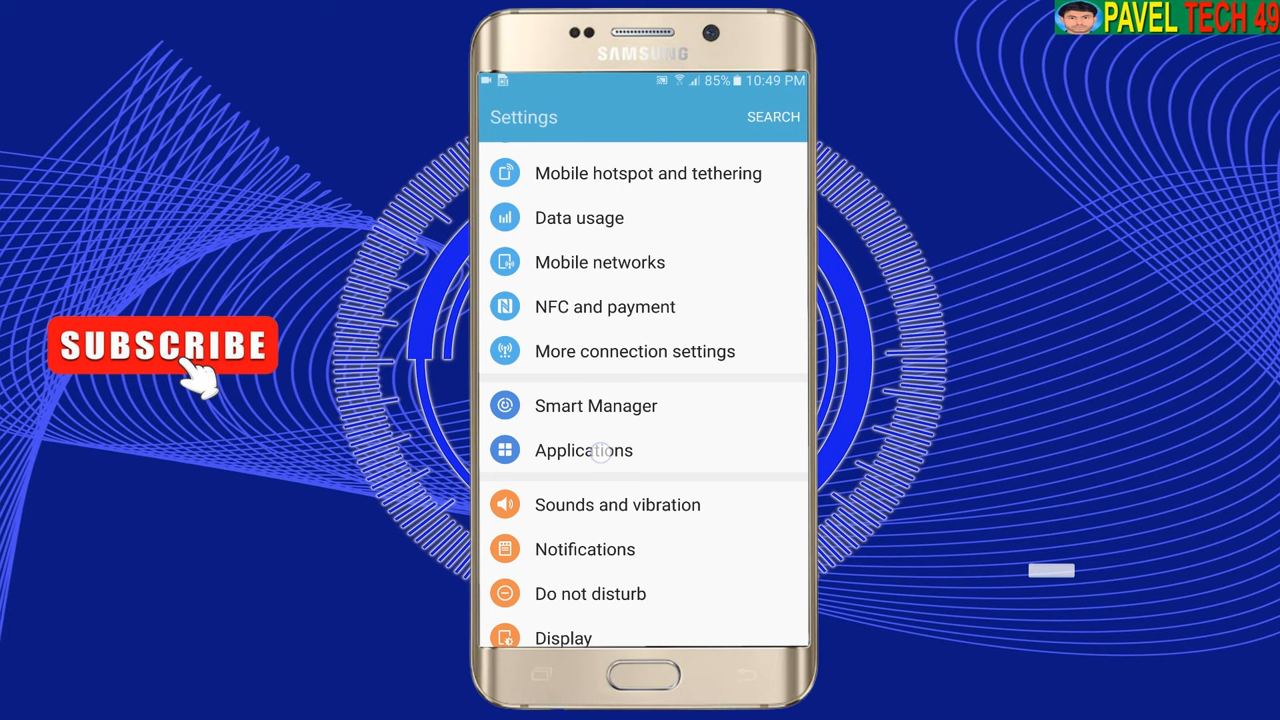 PAVEL TECH 49
SAMSUNG
85% 10:49 PM
Settings
SEARCH
Mobile hotspot and tethering
Data usage
Mobile networks
NFC and payment
More connection settings
SUBSCRIBE
Smart Manager
Applications
Sounds and vibration
Notifications
Do not disturb
Display